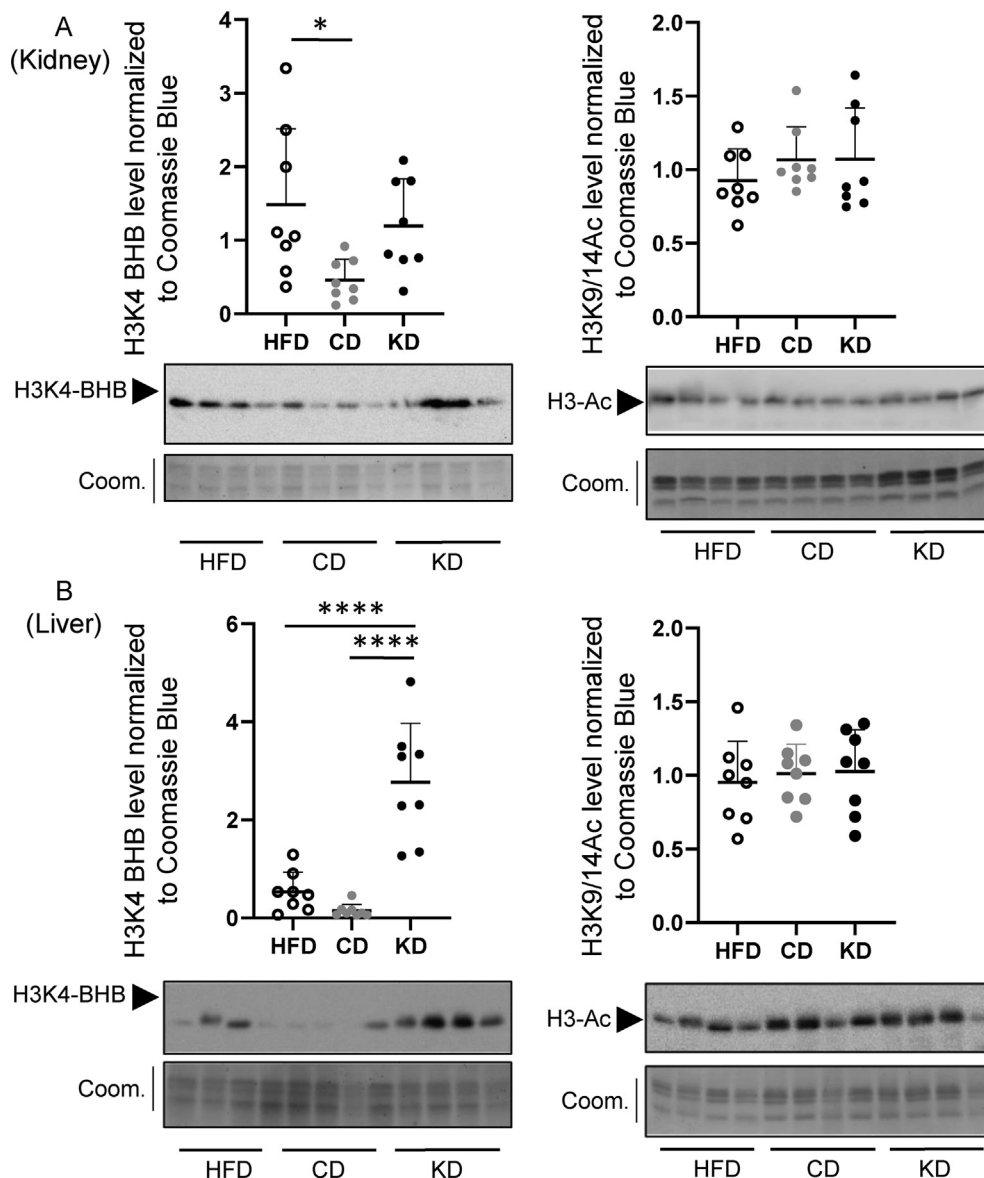 A
(Kidney)
H3K4 BHB level normalized
to Coomassie Blue
4
3
2
1
0
*
HFD
CD
KD
H3K9/14Ac level normalized
to Coomassie Blue
2.0
1.5
1.0
0.5
0.0
HFD
CD
KD
H3K4-BHB
Coom.
HFD
CD
KD
H3-Ac
Coom.
HFD
CD
KD
B
(Liver)
H3K4 BHB level normalized
to Coomassie Blue
6
4
2
0
****
****
HFD
CD
KD
H3K9/14Ac level normalized
to Coomassie Blue
2.0
1.5
1.0
0.5
0.0
HFD
CD
KD
H3K4-BHB
Coom.
HFD
CD
KD
H3-Ac
Coom.
HFD
CD
KD